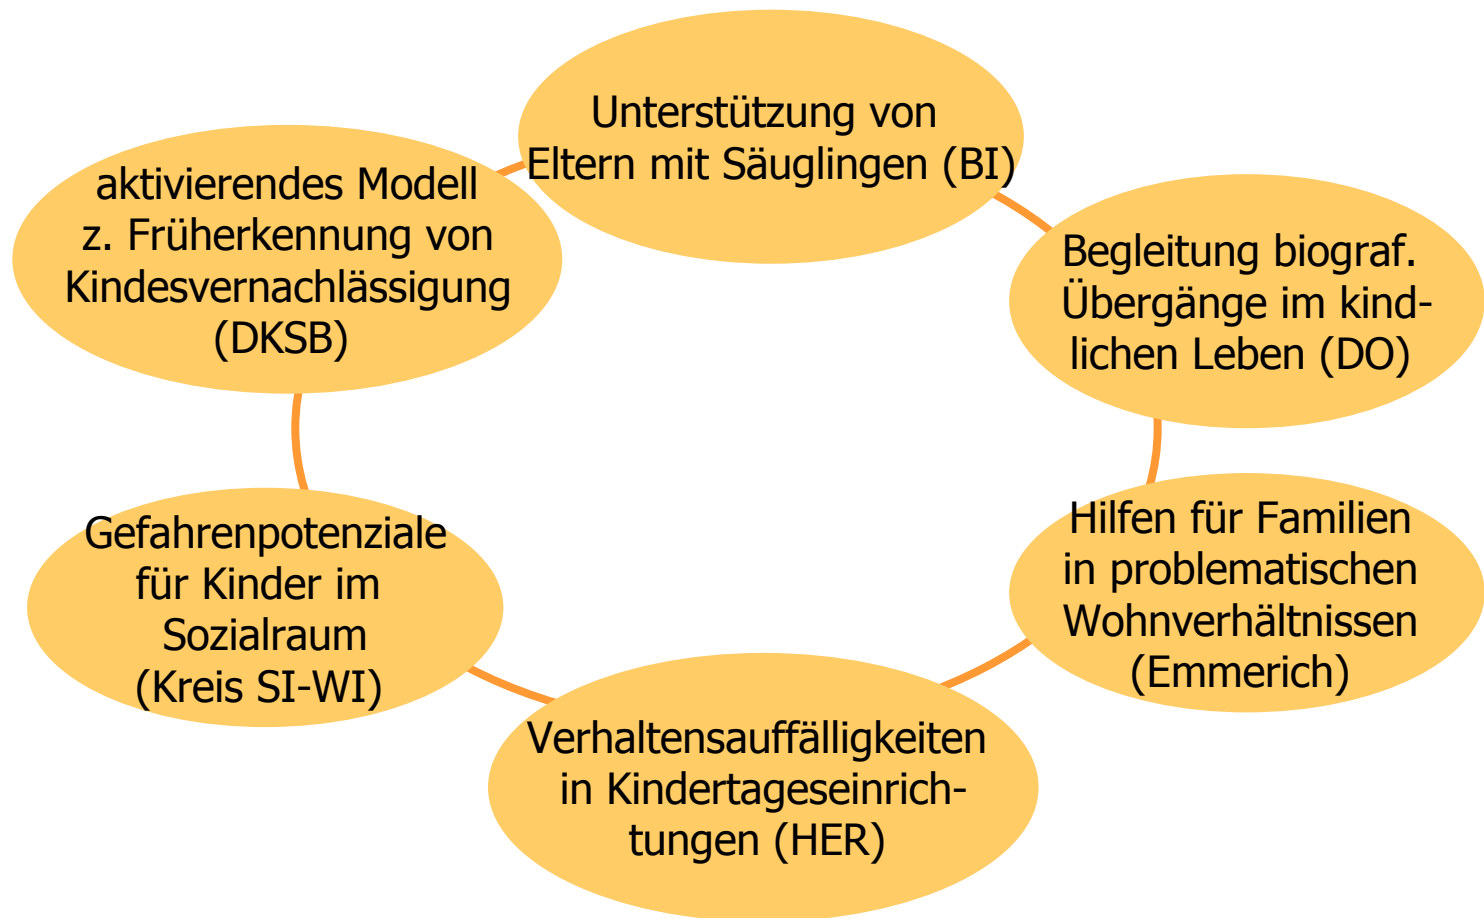 Unterstützung von
Eltern mit Säuglingen (BI)
aktivierendes Modell
z. Früherkennung von
Kindesvernachlässigung
(DKSB)
Begleitung biograf.
Übergänge im kind-
lichen Leben (DO)
Gefahrenpotenziale
für Kinder im
Sozialraum
(Kreis SI-WI)
Hilfen für Familien
in problematischen
Wohnverhältnissen
(Emmerich)
Verhaltensauffälligkeiten
in Kindertageseinrich-
tungen (HER)